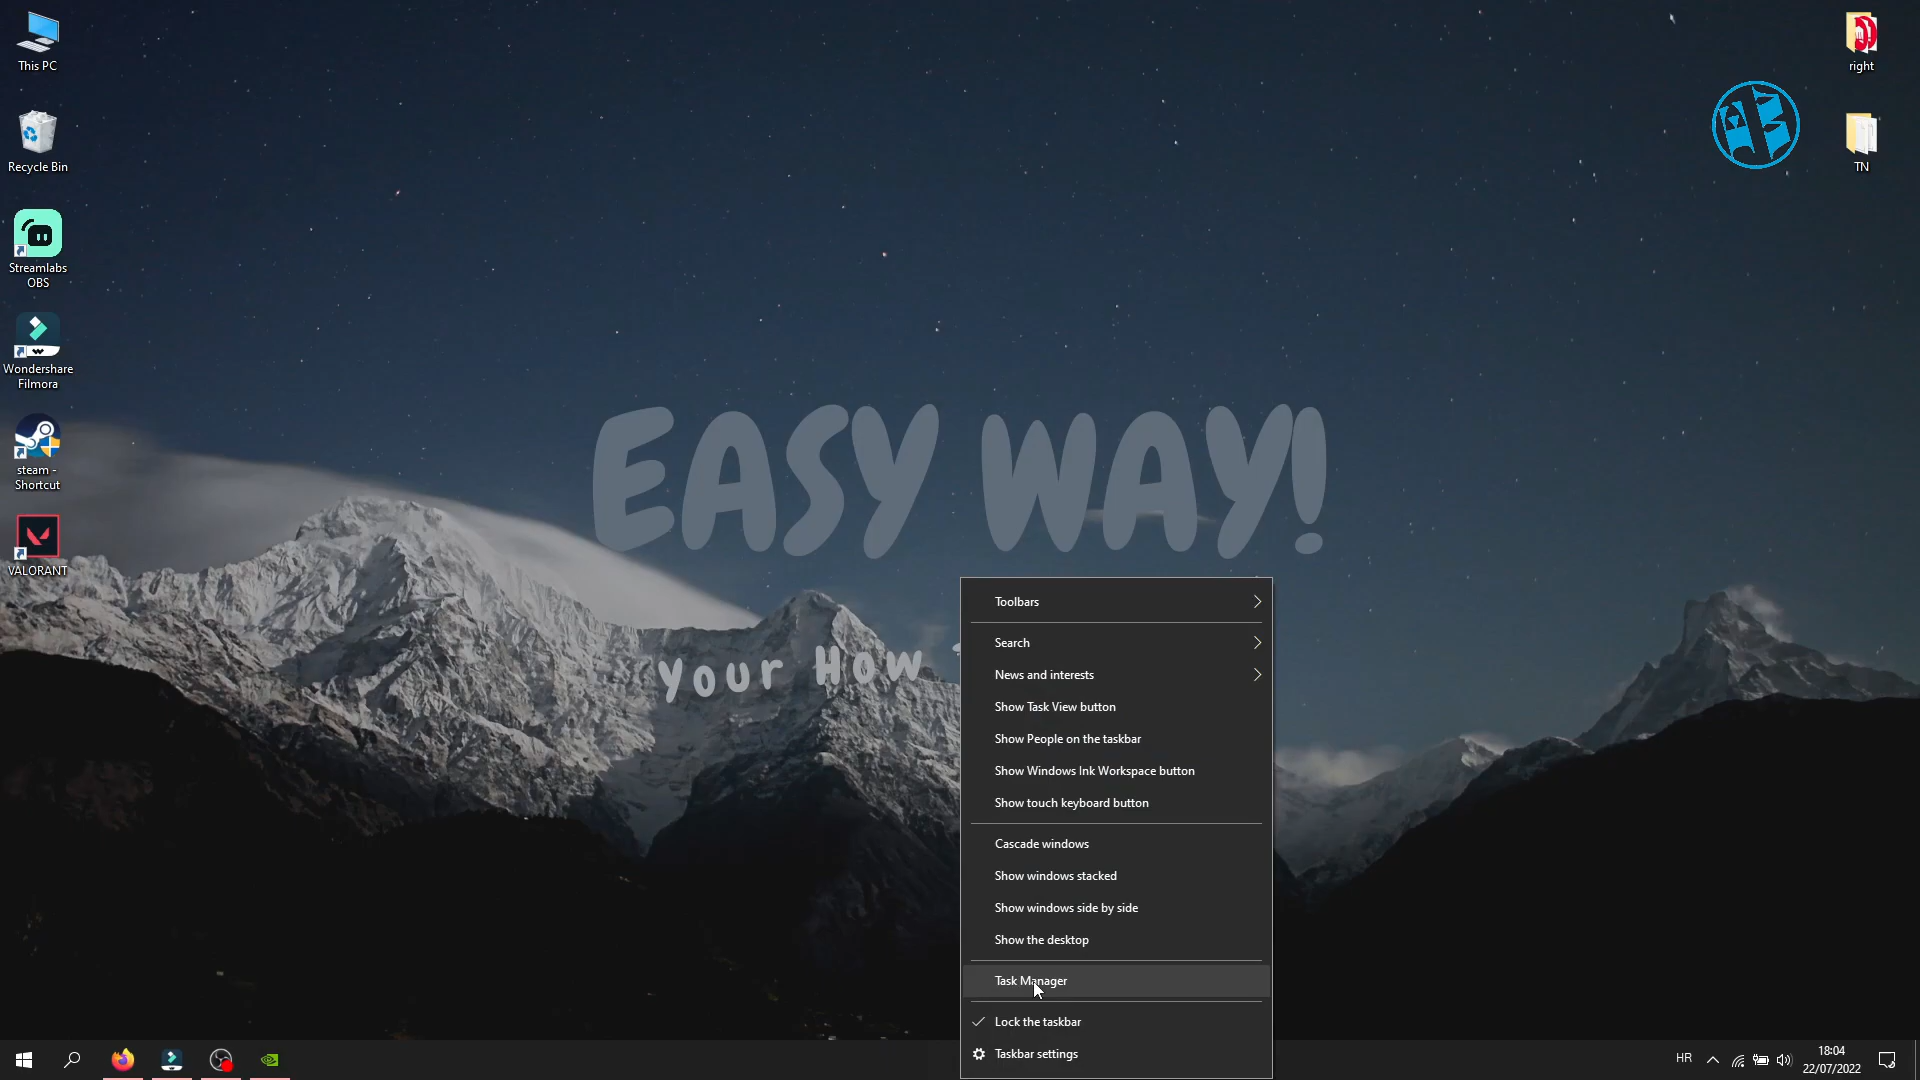 This PC
Recycle Bin
Streamlabs
OBS
Wondershare
Filmora
steam -
Shortcut
VALORANT
right
TN
EASY WAY!
your How
Toolbars
Search
News and interests
Show Task View button
Show People on the taskbar
Show Windows Ink Workspace button
Show touch keyboard button
Cascade windows
Show windows stacked
Show windows side by side
Show the desktop
Task Manager
Lock the taskbar
Taskbar settings
HR
18:04
22/07/2022